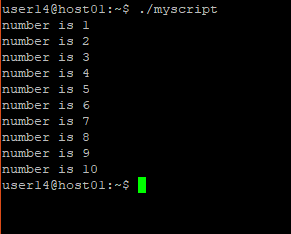 user14@host01:~$ ./myscript
number is 1
number is 2
number is 3
number is 4
number is 5
number is 6
number is 7
number is 8
number is 9
number is 10
user14@host01:~$